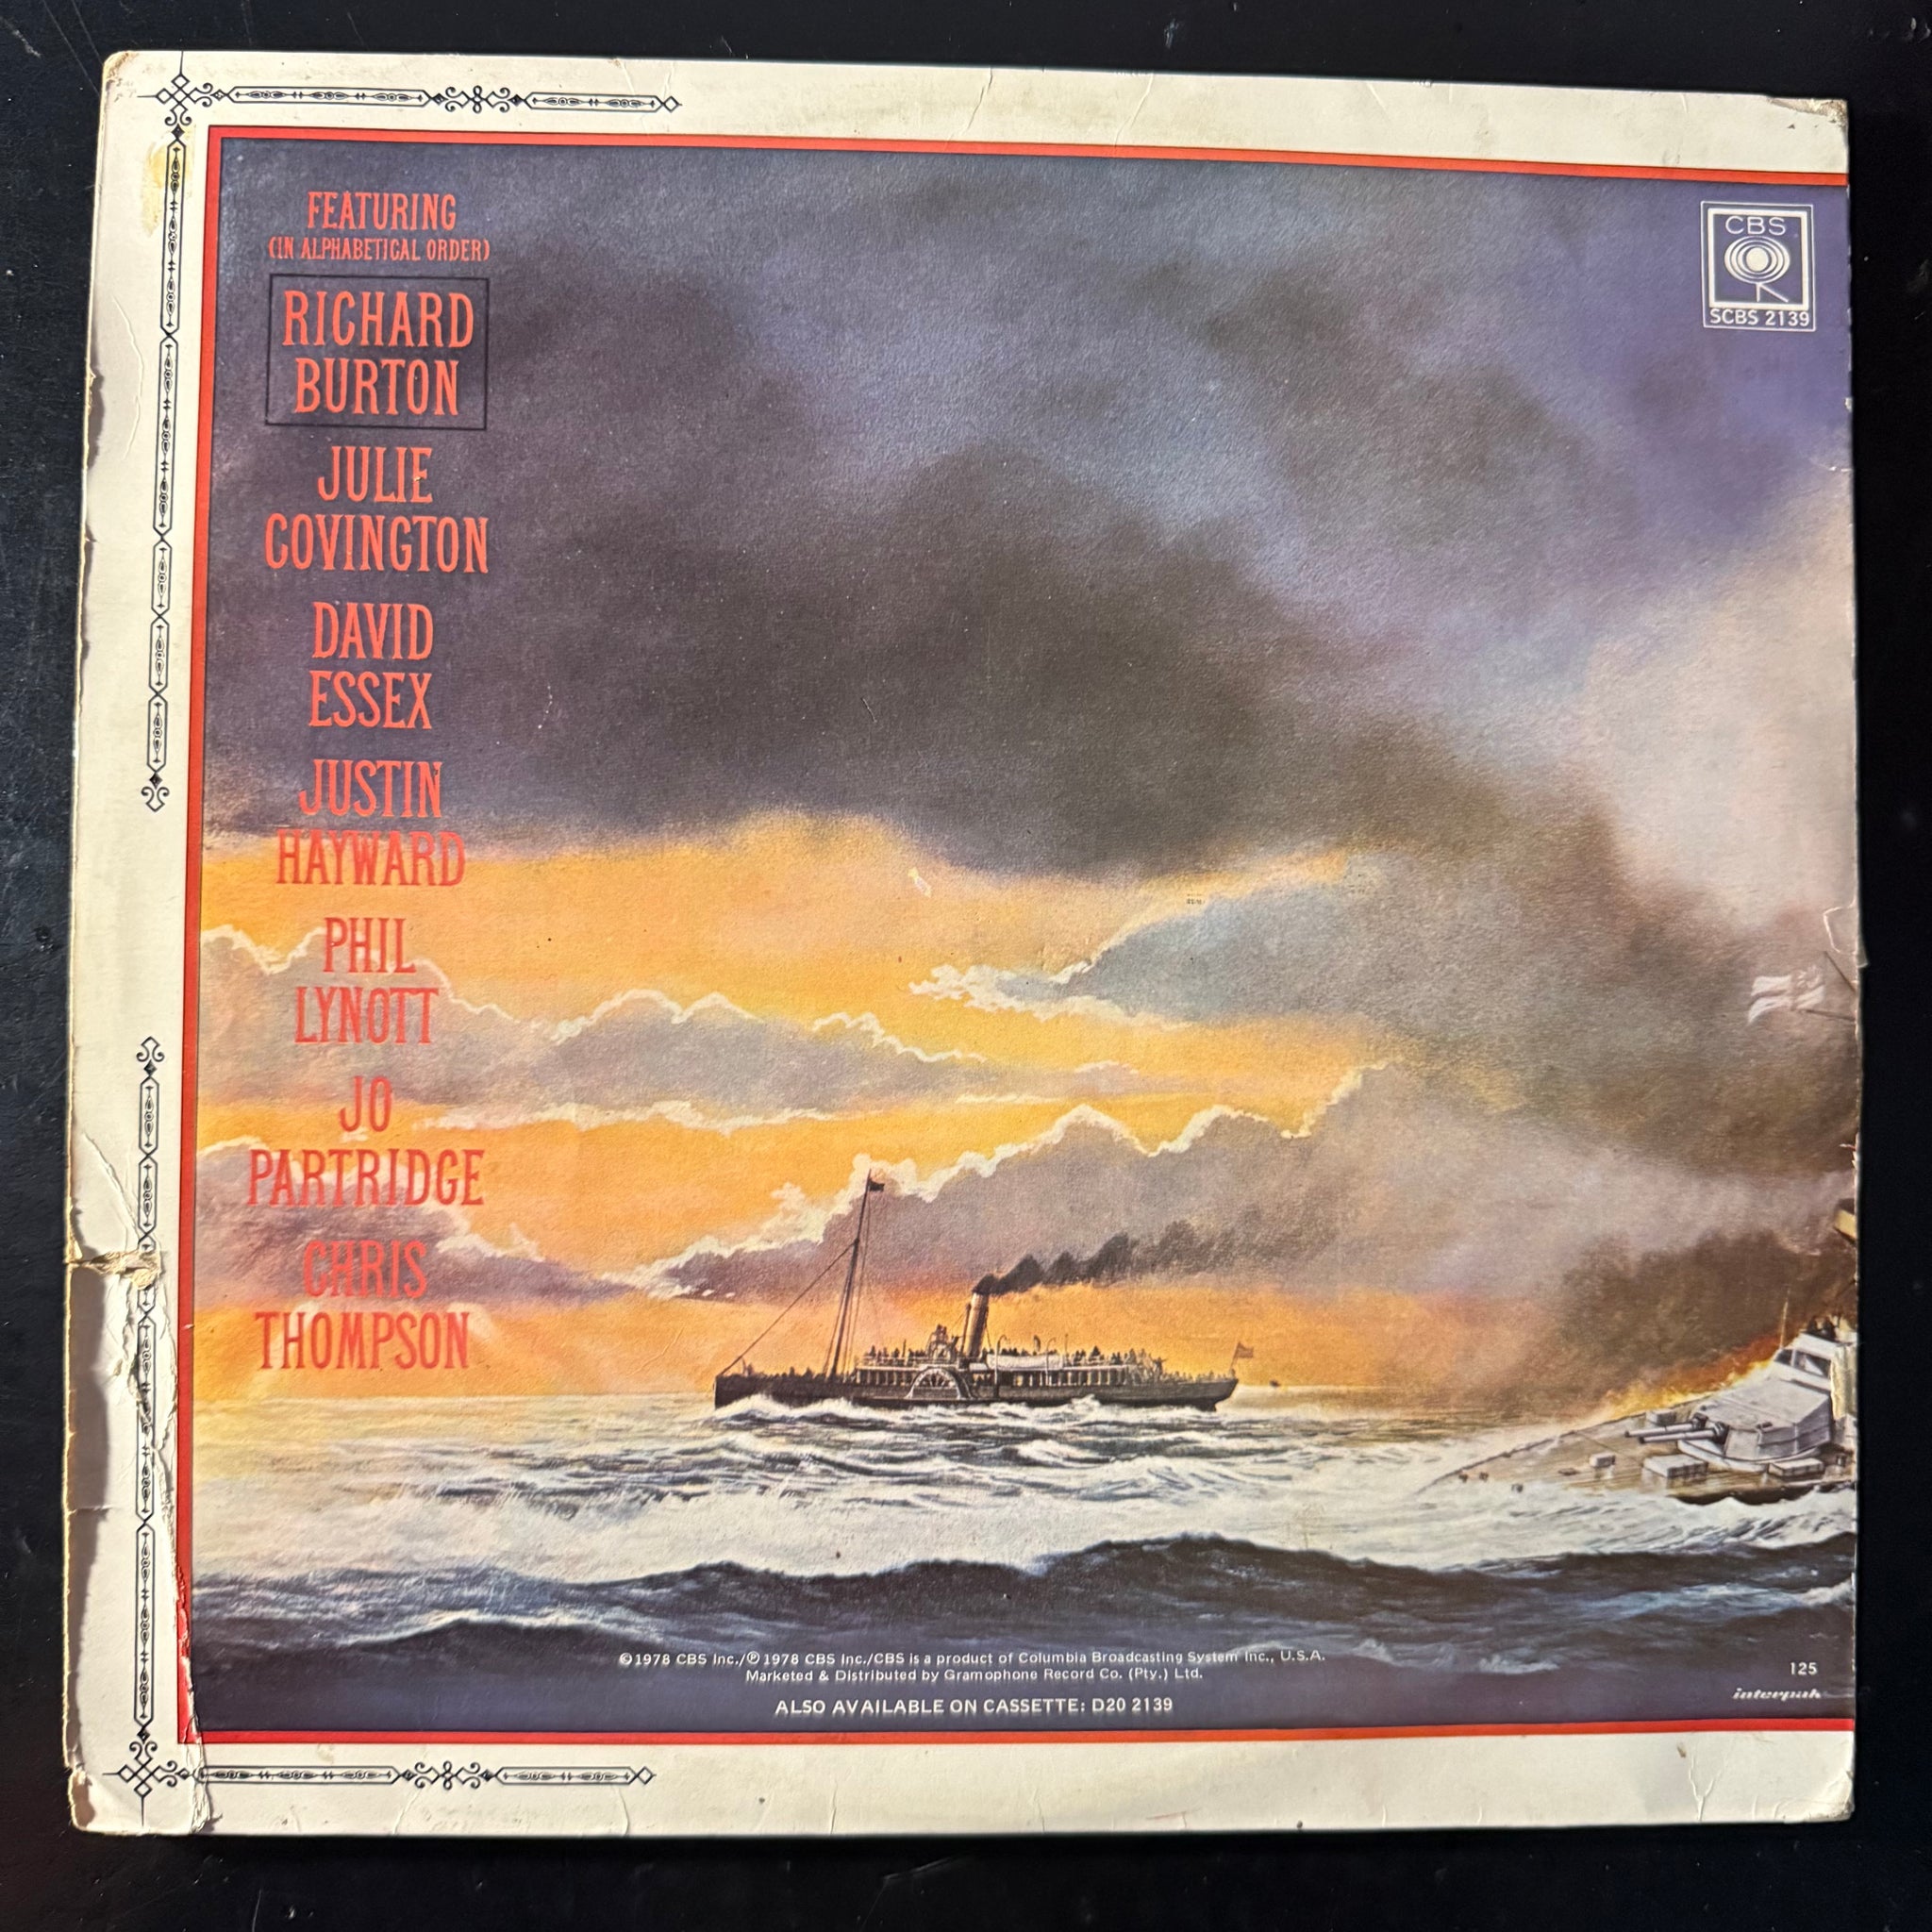 FEATURING
(IN ALPHABETICAL ORDER)
RICHARD
BURTON
JULIE
COVINGTON
DAVID
ESSEX
JUSTIN
HAYWARD
PHIL
LYNOTT
JO
PARTRIDGE
CHRIS
THOMPSON
CBS
SCBS 2139
©1978 CBS Inc./℗1978 CBS Inc./CBS is a product of Columbia Broadcasting System Inc., U.S.A.
Marketed & Distributed by Gramophone Record Co. (Pty.) Ltd.
ALSO AVAILABLE ON CASSETTE: D20 2139
125
interpak